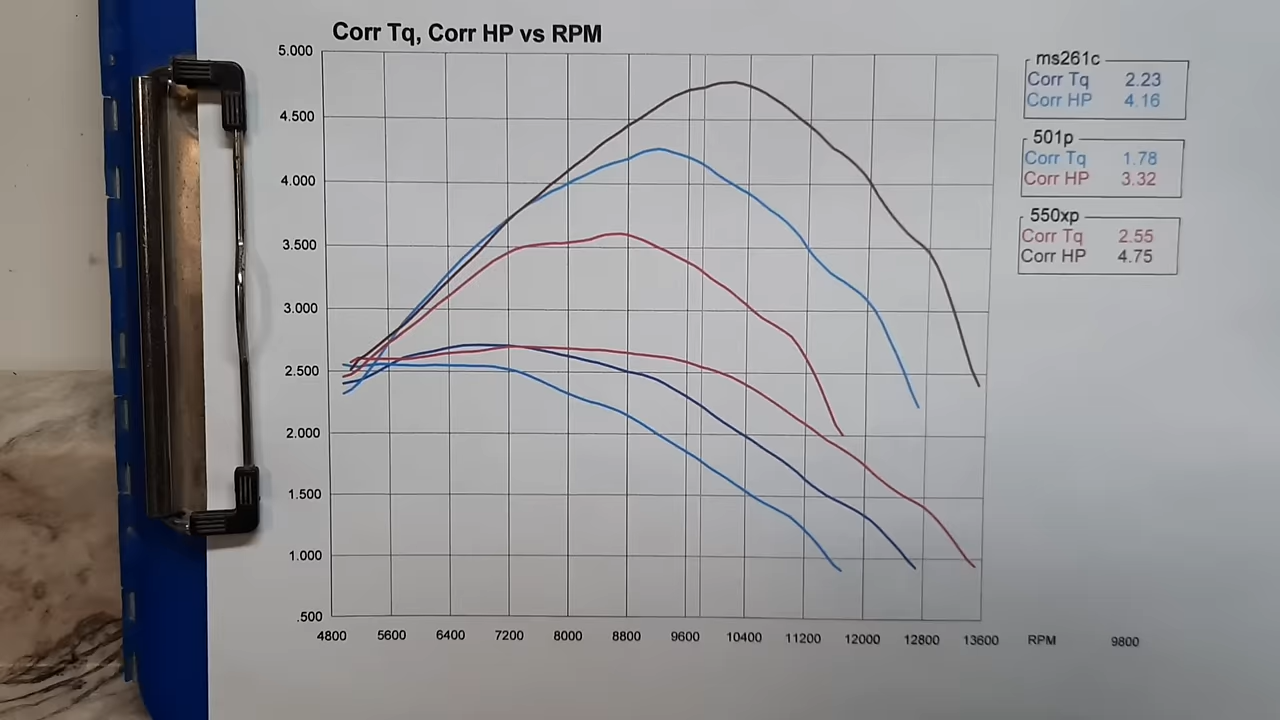 Corr Tq, Corr HP vs RPM
5.000
4.500
4.000
3.500
3.000
2.500
2.000
1.500
1.000
.500
4800 5600 6400 7200 8000 8800 9600 10400 11200 12000 12800 13600 RPM 9800
ms261c
Corr Tq 2.23
Corr HP 4.16
501p
Corr Tq 1.78
Corr HP 3.32
550xp
Corr Tq 2.55
Corr HP 4.75